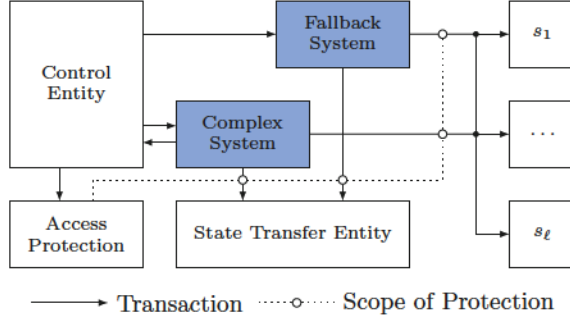 Fallback
System
s₁
Control
Entity
Complex
System
...
Access
Protection
State Transfer Entity
sℓ
Transaction
Scope of Protection